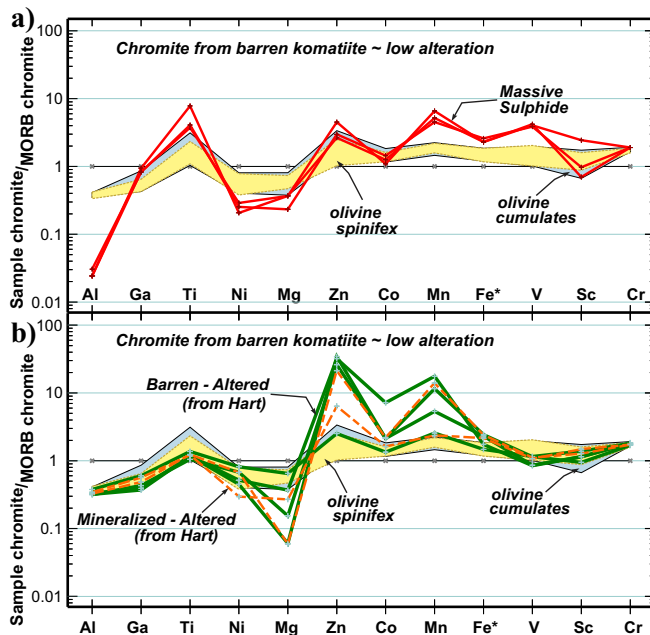 a)
Chromite from barren komatiite ~ low alteration
100
10
1
0.1
0.01
Sample chromite/MORB chromite
Massive
Sulphide
olivine
spinifex
olivine
cumulates
Al Ga Ti Ni Mg Zn Co Mn Fe* V Sc Cr
b)
Chromite from barren komatiite ~ low alteration
100
10
1
0.1
0.01
Sample chromite/MORB chromite
Barren - Altered
(from Hart)
Mineralized - Altered
(from Hart)
olivine
spinifex
olivine
cumulates
Al Ga Ti Ni Mg Zn Co Mn Fe* V Sc Cr